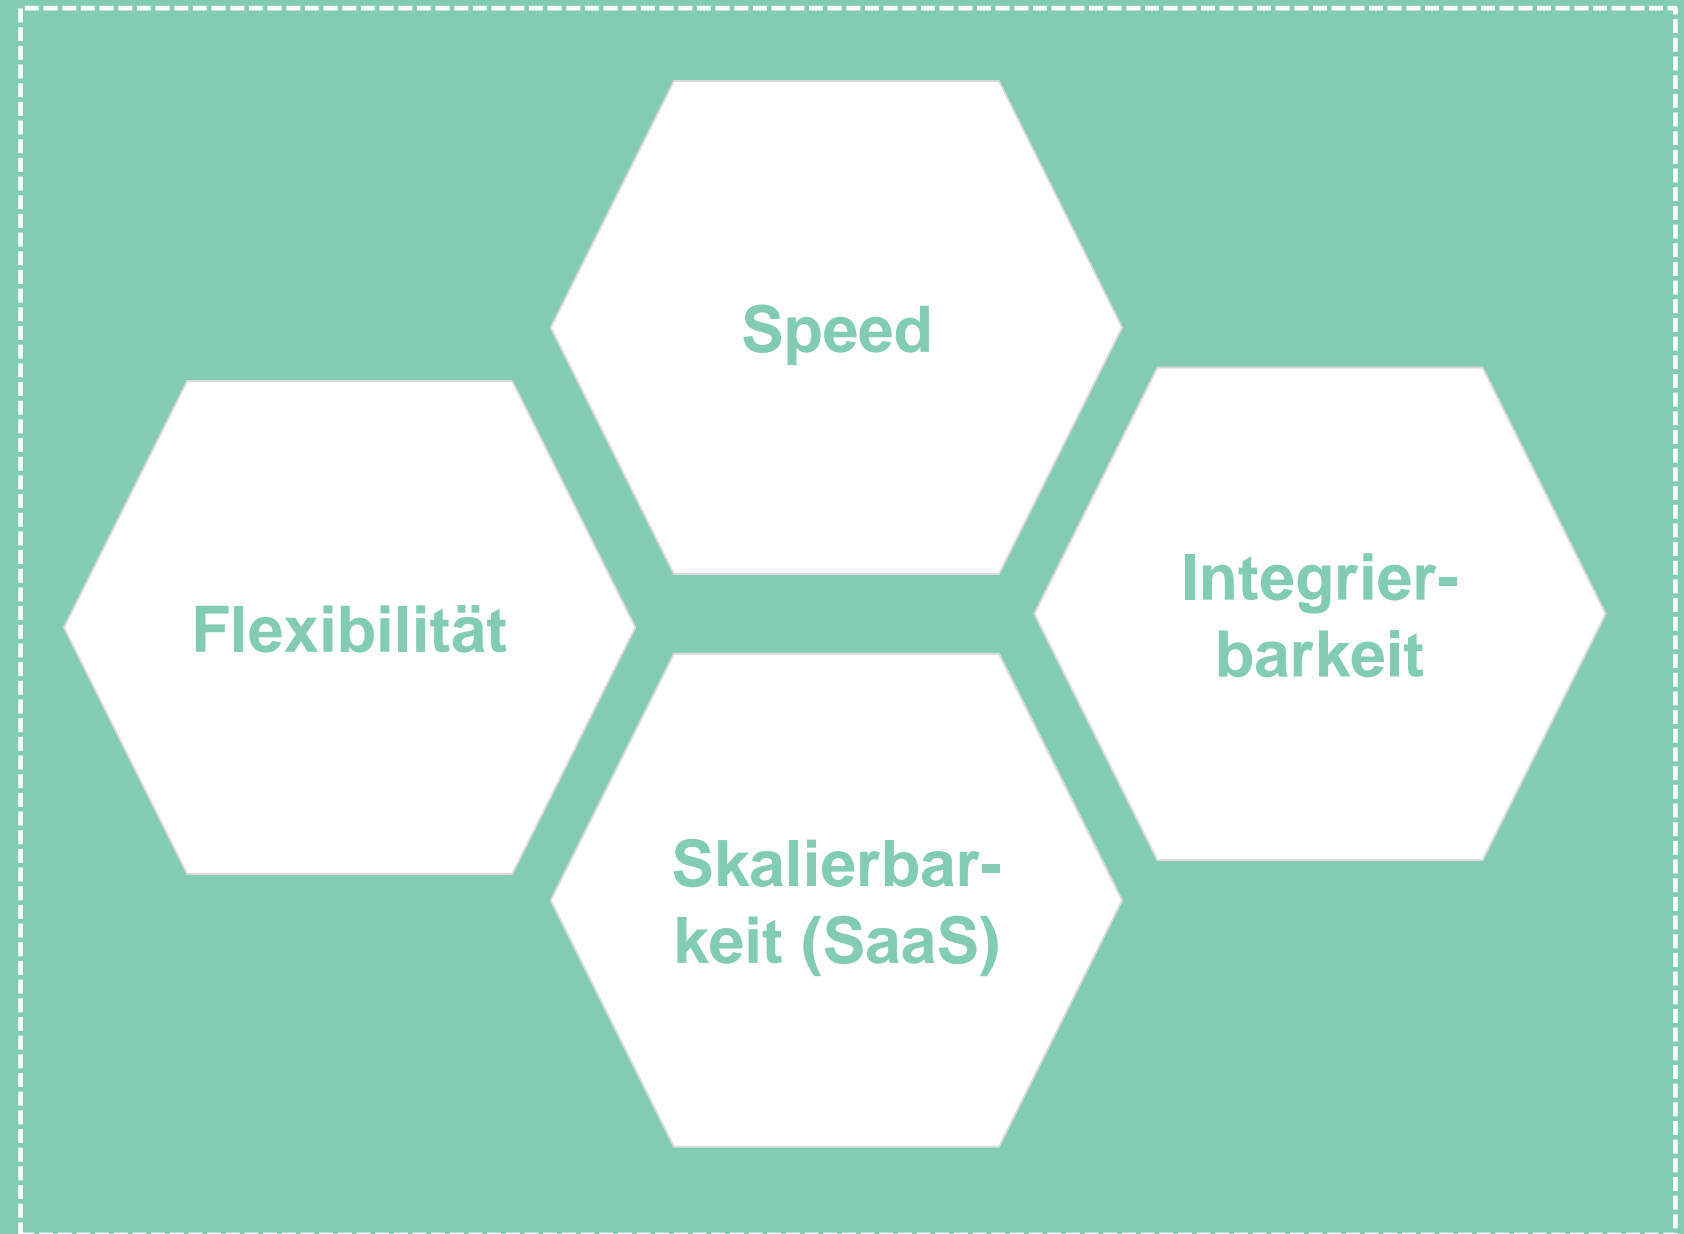 Speed
Flexibilität
Integrier-
barkeit
Skalierbar-
keit (SaaS)